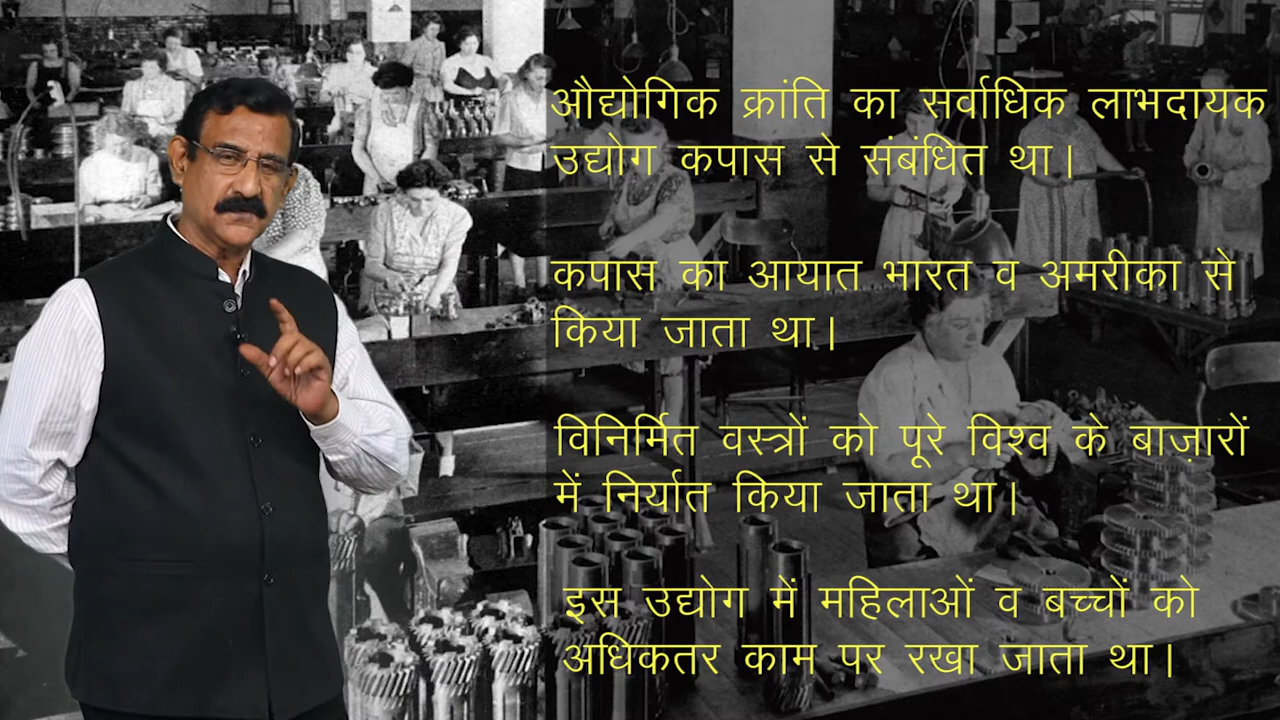 औद्योगिक क्रांति का सर्वाधिक लाभदायक
उद्योग कपास से संबंधित था।
कपास का आयात भारत व अमरीका से
किया जाता था।
विनिर्मित वस्त्रों को पूरे विश्व के बाज़ारों
में निर्यात किया जाता था।
इस उद्योग में महिलाओं व बच्चों को
अधिकतर काम पर रखा जाता था।